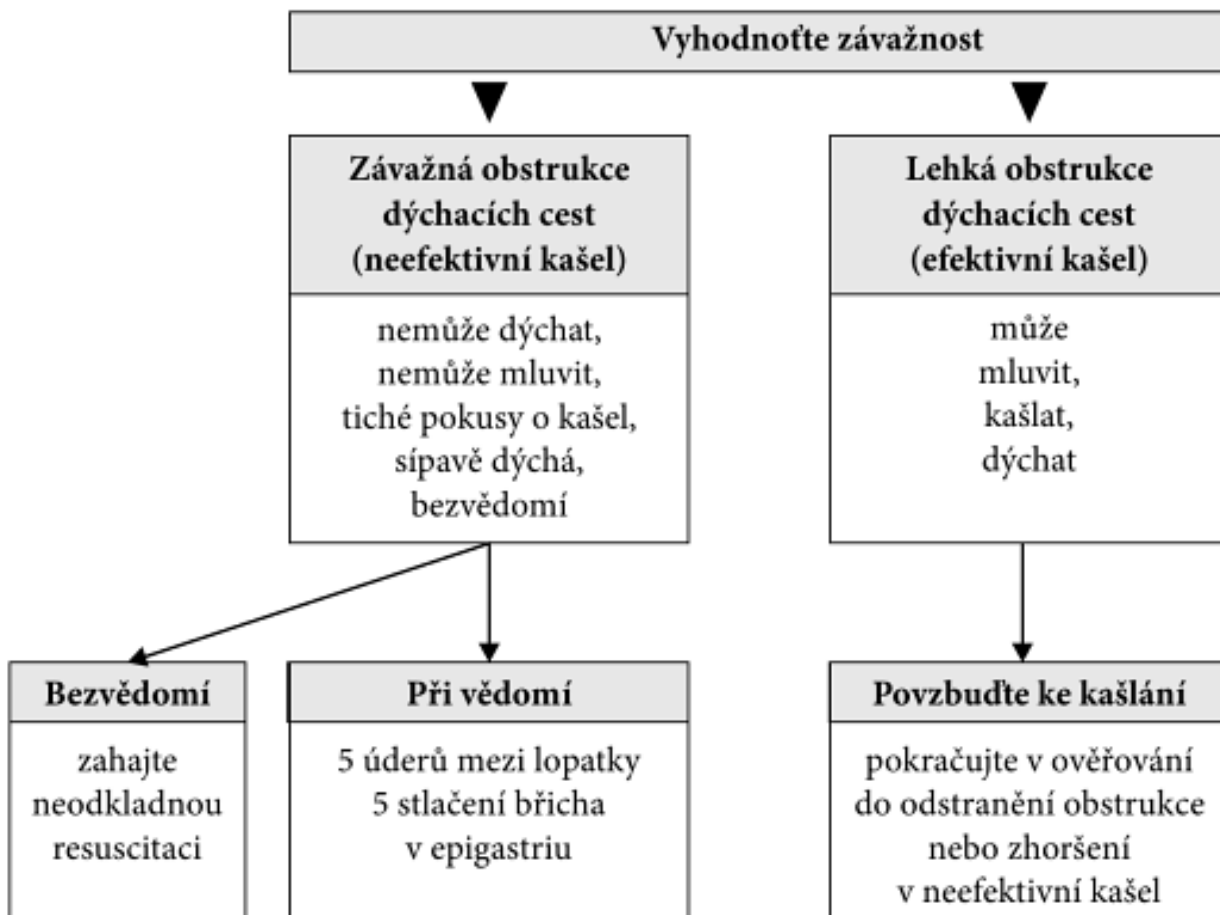 Vyhodnoťte závažnost
Závažná obstrukce
dýchacích cest
(neefektivní kašel)
nemůže dýchat,
nemůže mluvit,
tiché pokusy o kašel,
sípavě dýchá,
bezvědomí
Lehká obstrukce
dýchacích cest
(efektivní kašel)
může
mluvit,
kašlat,
dýchat
Bezvědomí
zahajte
neodkladnou
resuscitaci
Při vědomí
5 úderů mezi lopatky
5 stlačení břicha
v epigastriu
Povzbuďte ke kašlání
pokračujte v ověřování
do odstranění obstrukce
nebo zhoršení
v neefektivní kašel